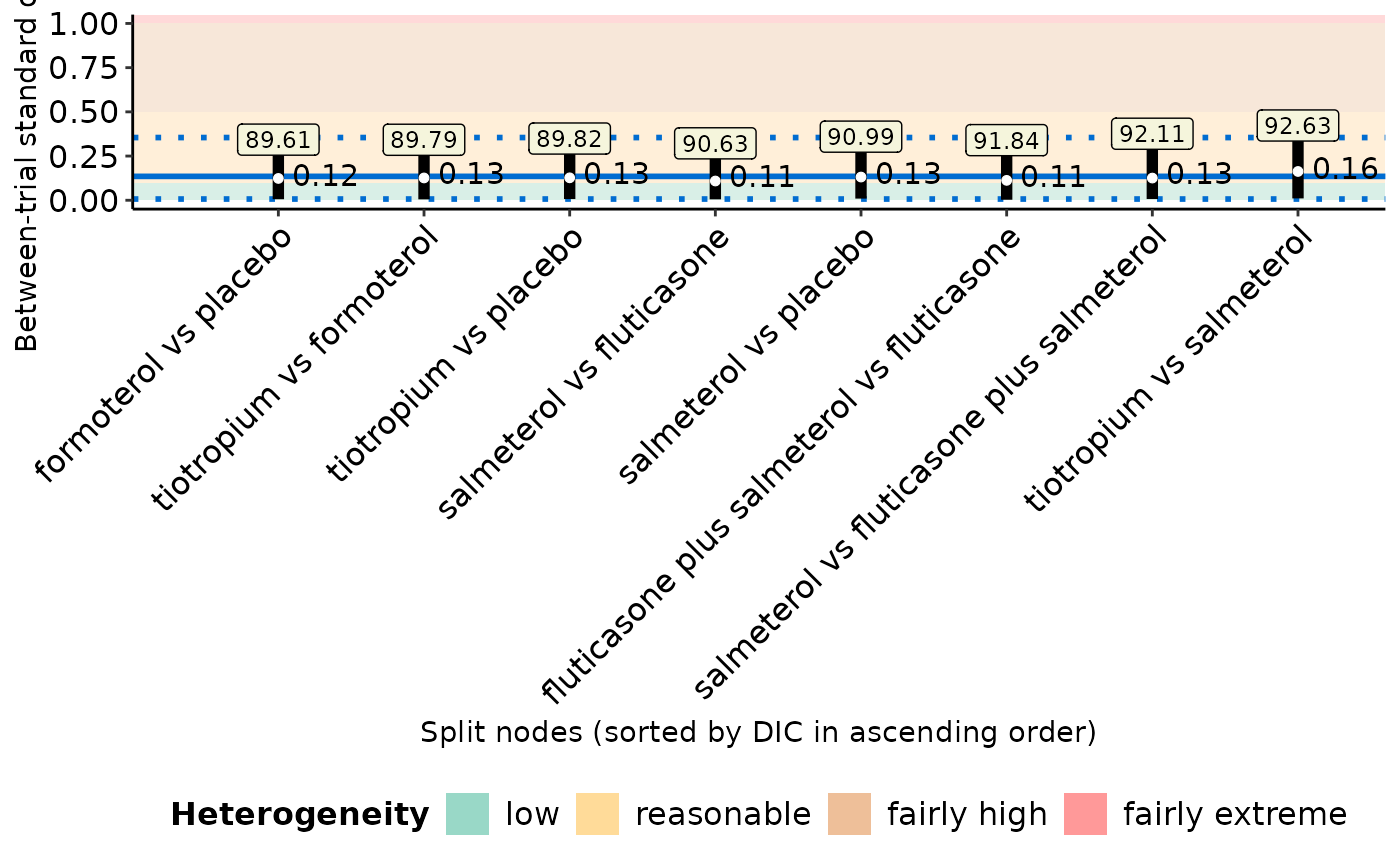 Between-trial standard
1.00
0.75
0.50
0.25
0.00
89.61
89.79
89.82
90.63
90.99
91.84
92.11
92.63
0.12
0.13
0.13
0.11
0.13
0.11
0.13
0.16
formoterol vs placebo
tiotropium vs formoterol
tiotropium vs placebo
salmeterol vs fluticasone
salmeterol vs placebo
fluticasone plus salmeterol vs fluticasone
salmeterol vs fluticasone plus salmeterol
tiotropium vs salmeterol
Split nodes (sorted by DIC in ascending order)
Heterogeneity low reasonable fairly high fairly extreme